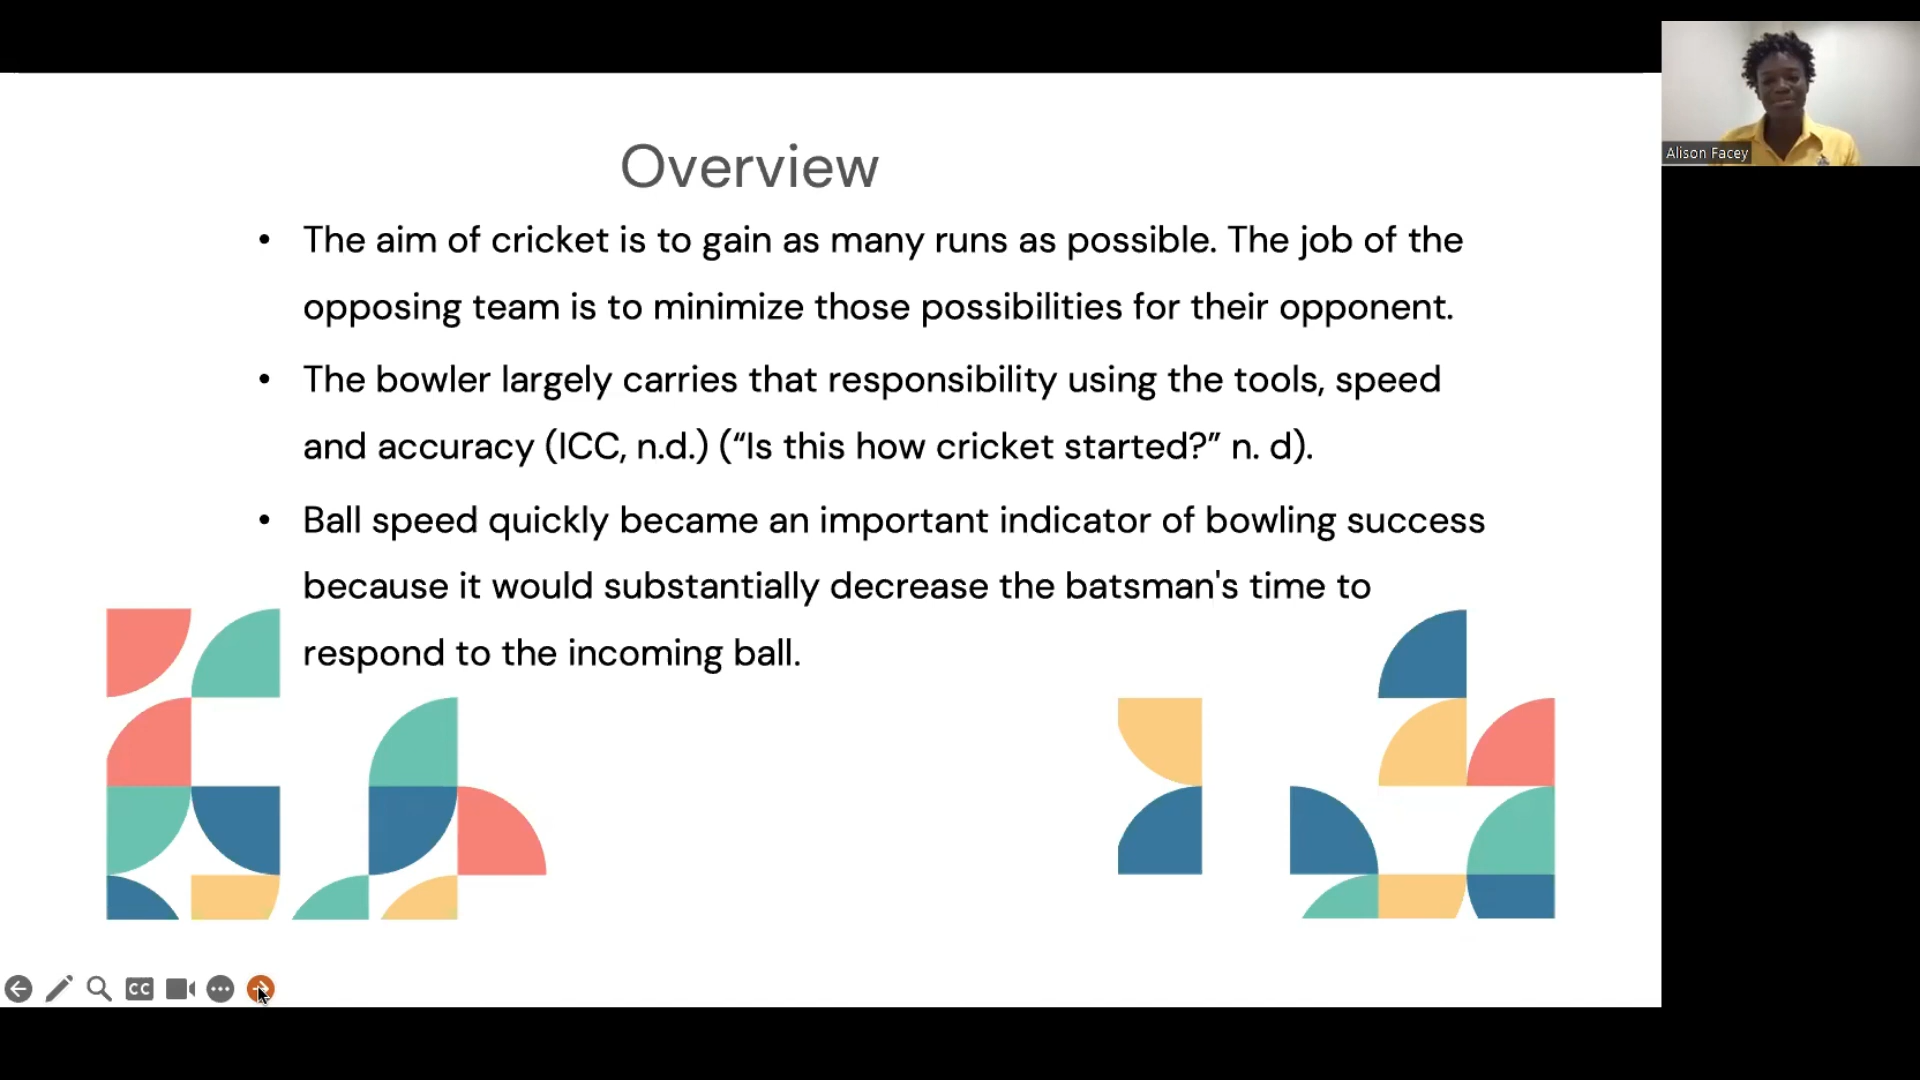 Overview
• The aim of cricket is to gain as many runs as possible. The job of the
opposing team is to minimize those possibilities for their opponent.
• The bowler largely carries that responsibility using the tools, speed
and accuracy (ICC, n.d.) (“Is this how cricket started?” n. d).
• Ball speed quickly became an important indicator of bowling success
because it would substantially decrease the batsman's time to
respond to the incoming ball.
Alison Facey
CC